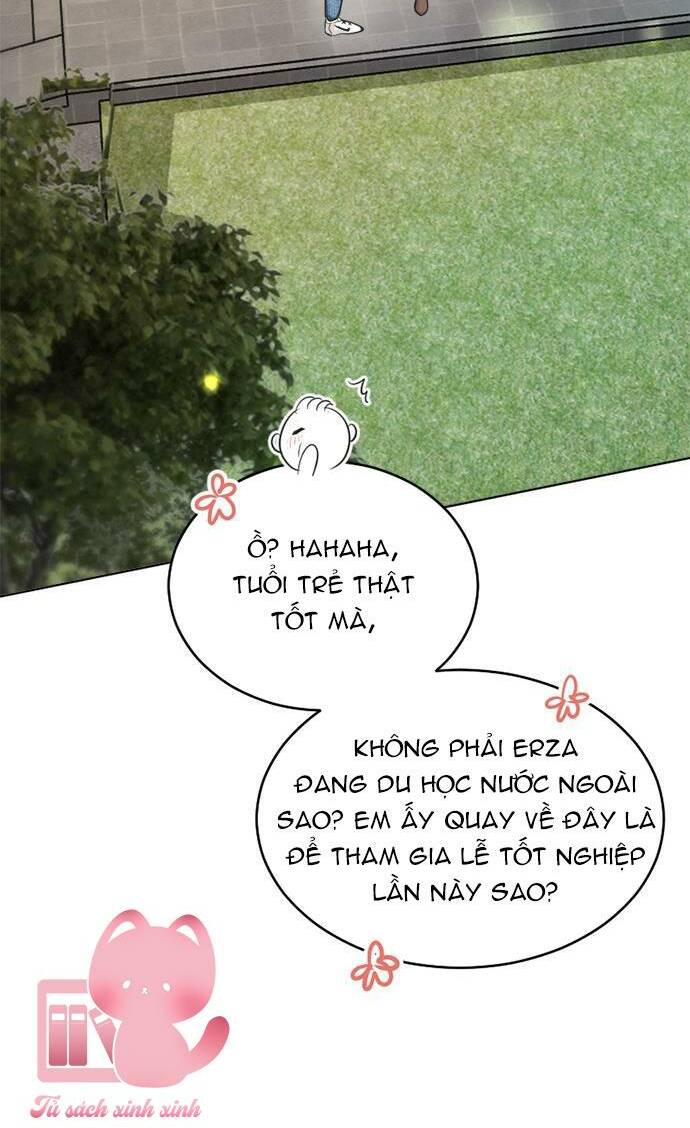 Ồ? HAHAHA,
TUỔI TRẺ THẬT
TỐT MÀ,
KHÔNG PHẢI ERZA
ĐANG DU HỌC NƯỚC NGOÀI
SAO? EM ẤY QUAY VỀ ĐÂY LÀ
ĐỂ THAM GIA LỄ TỐT NGHIỆP
LẦN NÀY SAO?
Tủ sách xinh xinh